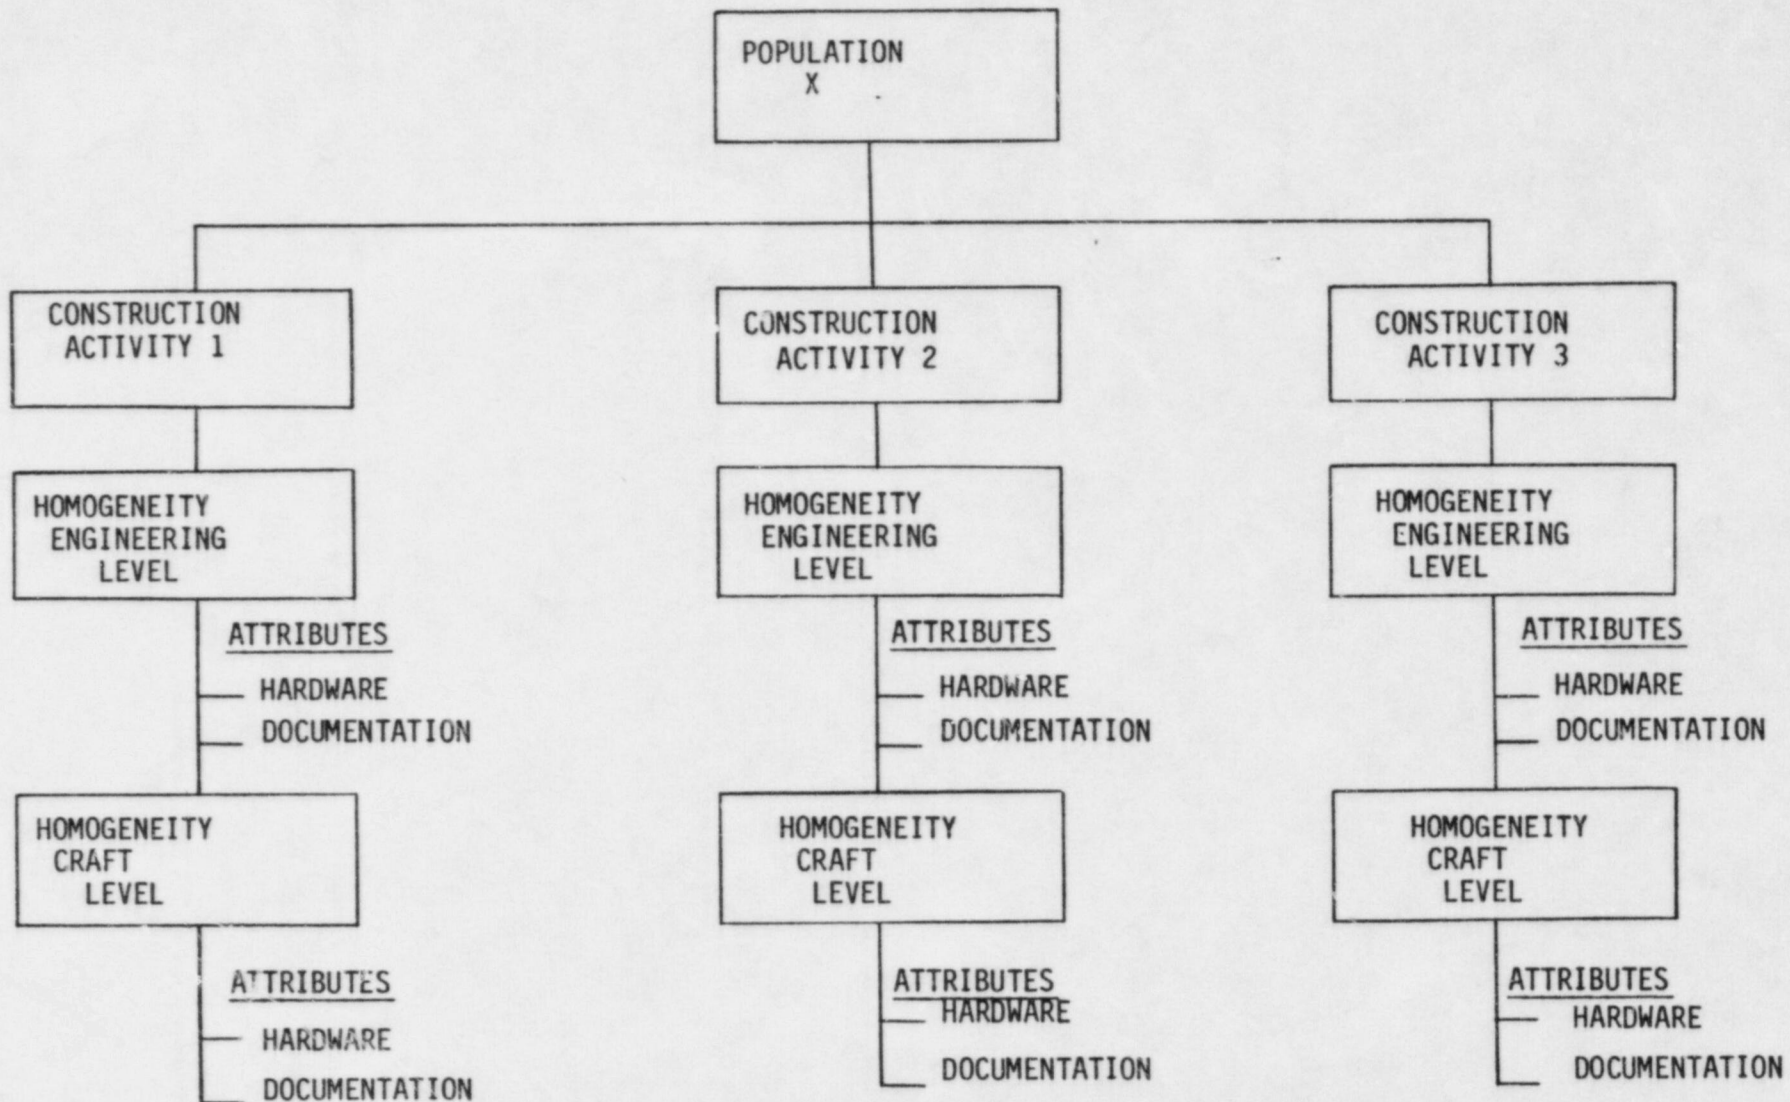 POPULATION
X
CONSTRUCTION
ACTIVITY 1
CONSTRUCTION
ACTIVITY 2
CONSTRUCTION
ACTIVITY 3
HOMOGENEITY
ENGINEERING
LEVEL
HOMOGENEITY
ENGINEERING
LEVEL
HOMOGENEITY
ENGINEERING
LEVEL
ATTRIBUTES
HARDWARE
DOCUMENTATION
ATTRIBUTES
HARDWARE
DOCUMENTATION
ATTRIBUTES
HARDWARE
DOCUMENTATION
HOMOGENEITY
CRAFT
LEVEL
HOMOGENEITY
CRAFT
LEVEL
HOMOGENEITY
CRAFT
LEVEL
ATTRIBUTES
HARDWARE
DOCUMENTATION
ATTRIBUTES
HARDWARE
DOCUMENTATION
ATTRIBUTES
HARDWARE
DOCUMENTATION